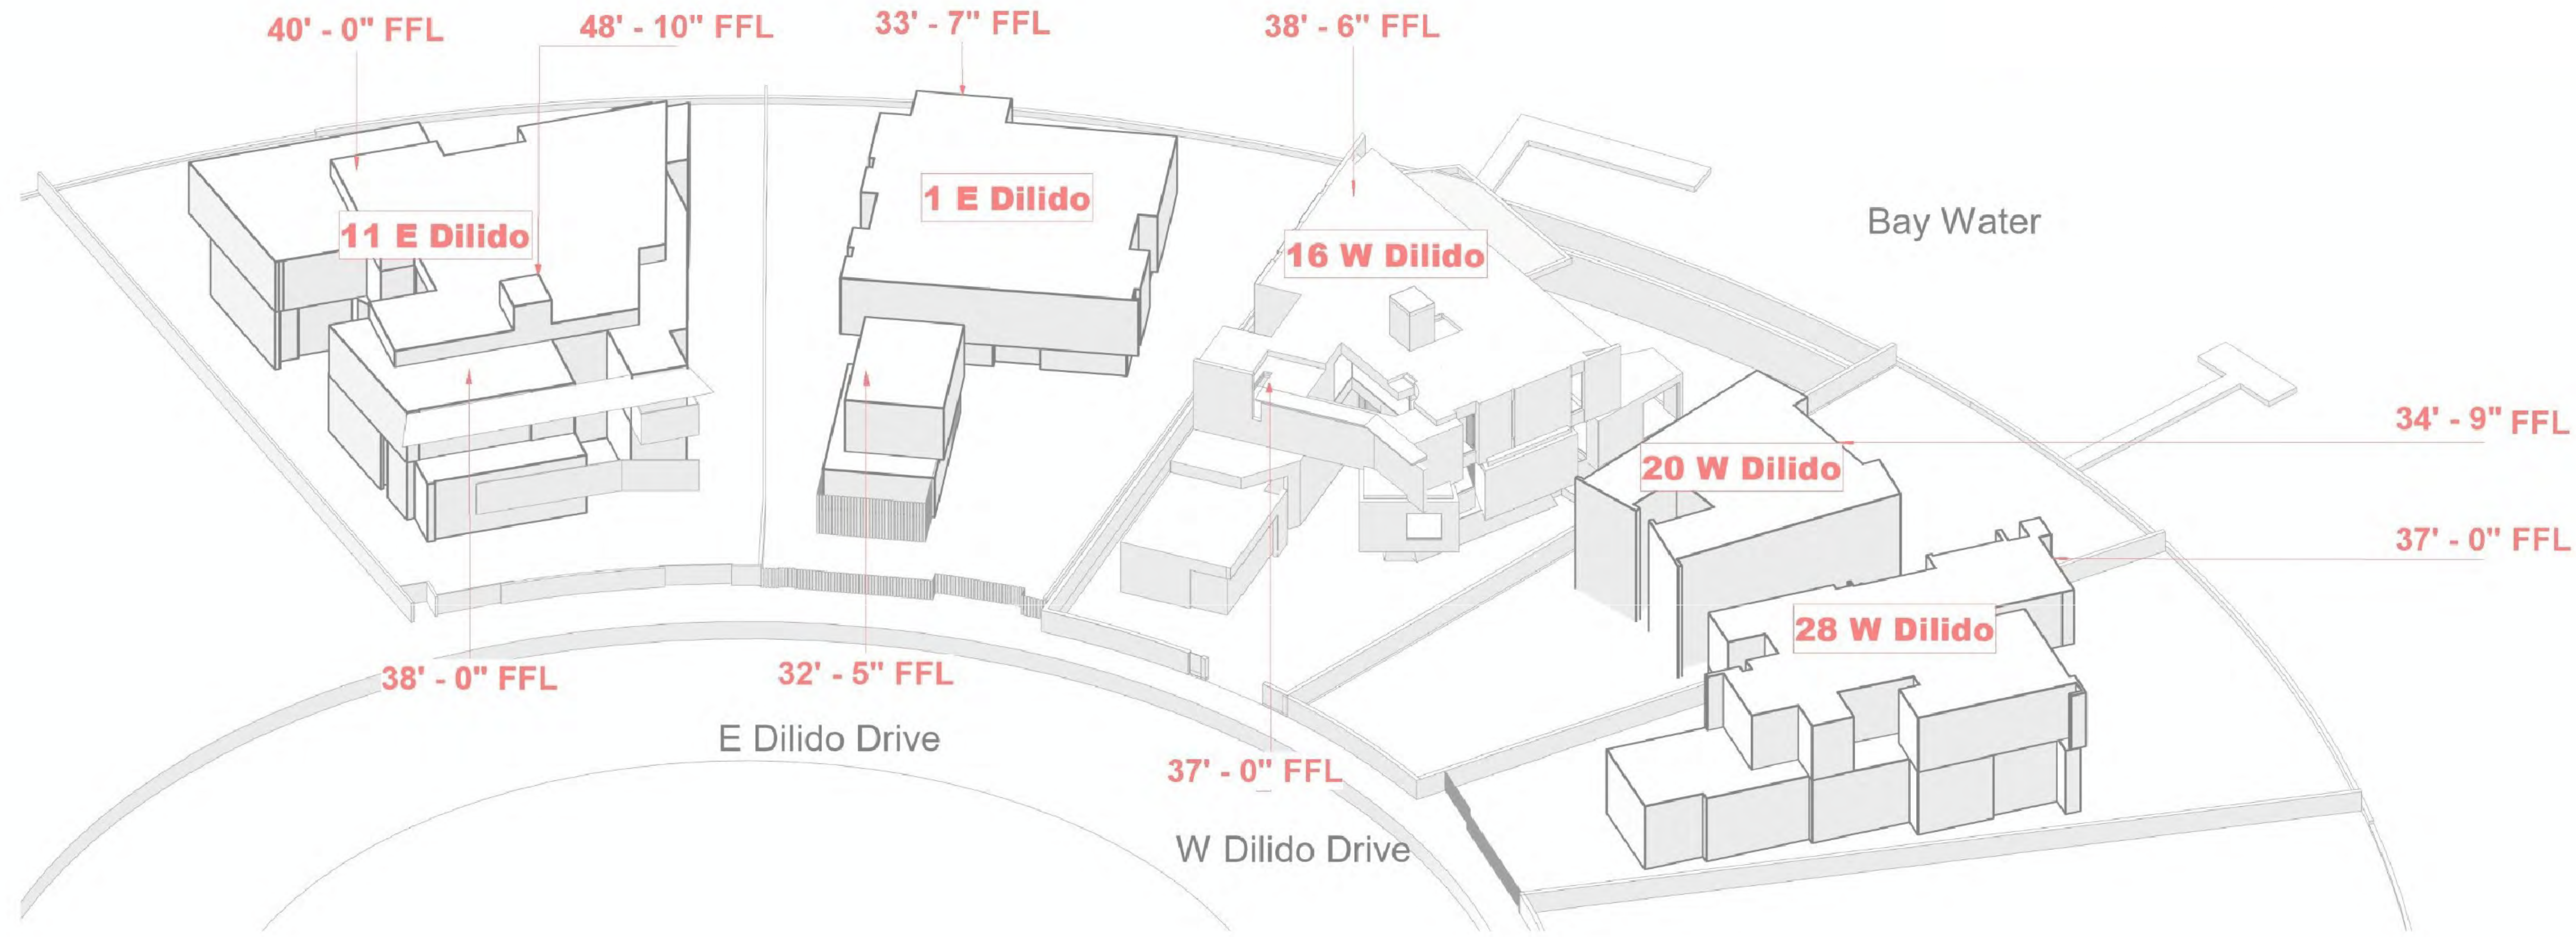 40' - 0" FFL
48' - 10" FFL
33' - 7" FFL
38' - 6" FFL
1 E Dilido
11 E Dilido
16 W Dilido
Bay Water
34' - 9" FFL
20 W Dilido
37' - 0" FFL
28 W Dilido
38' - 0" FFL
32' - 5" FFL
E Dilido Drive
37' - 0" FFL
W Dilido Drive